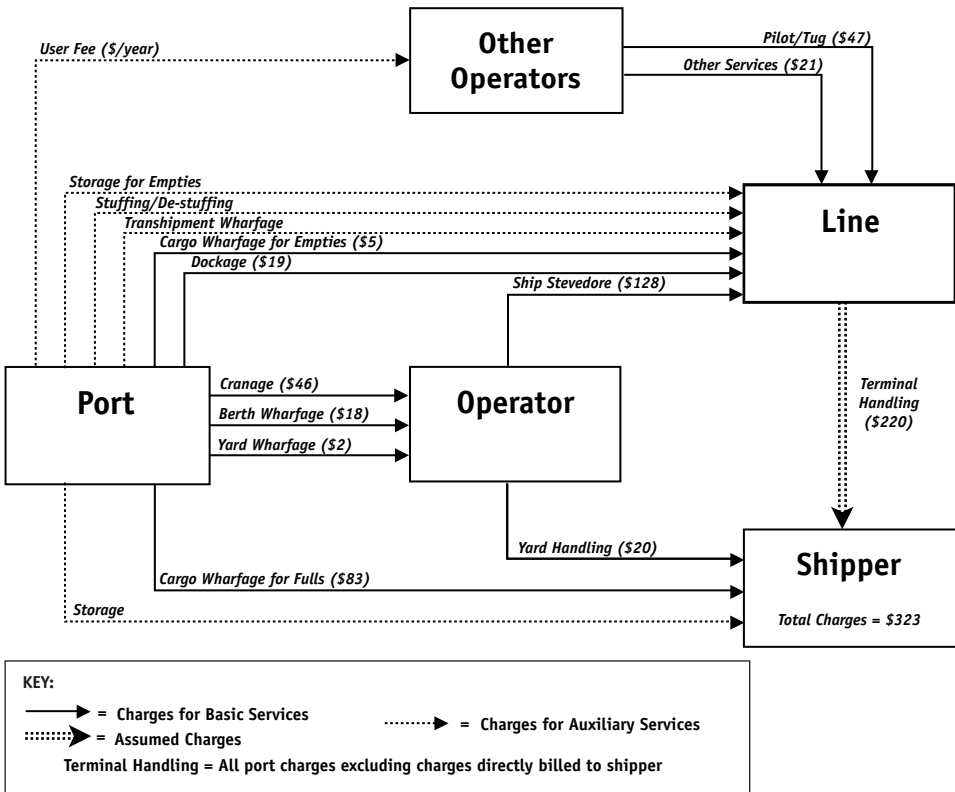 User Fee ($/year)
Other
Operators
Pilot/Tug ($47)
Other Services ($21)
Storage for Empties
Stuffing/De-stuffing
Transhipment Wharfage
Cargo Wharfage for Empties ($5)
Dockage ($19)
Ship Stevedore ($128)
Line
Port
Cranage ($46)
Berth Wharfage ($18)
Yard Wharfage ($2)
Operator
Terminal
Handling
($220)
Yard Handling ($20)
Cargo Wharfage for Fulls ($83)
Storage
Shipper
Total Charges = $323
KEY:
= Charges for Basic Services
= Charges for Auxiliary Services
= Assumed Charges
Terminal Handling = All port charges excluding charges directly billed to shipper